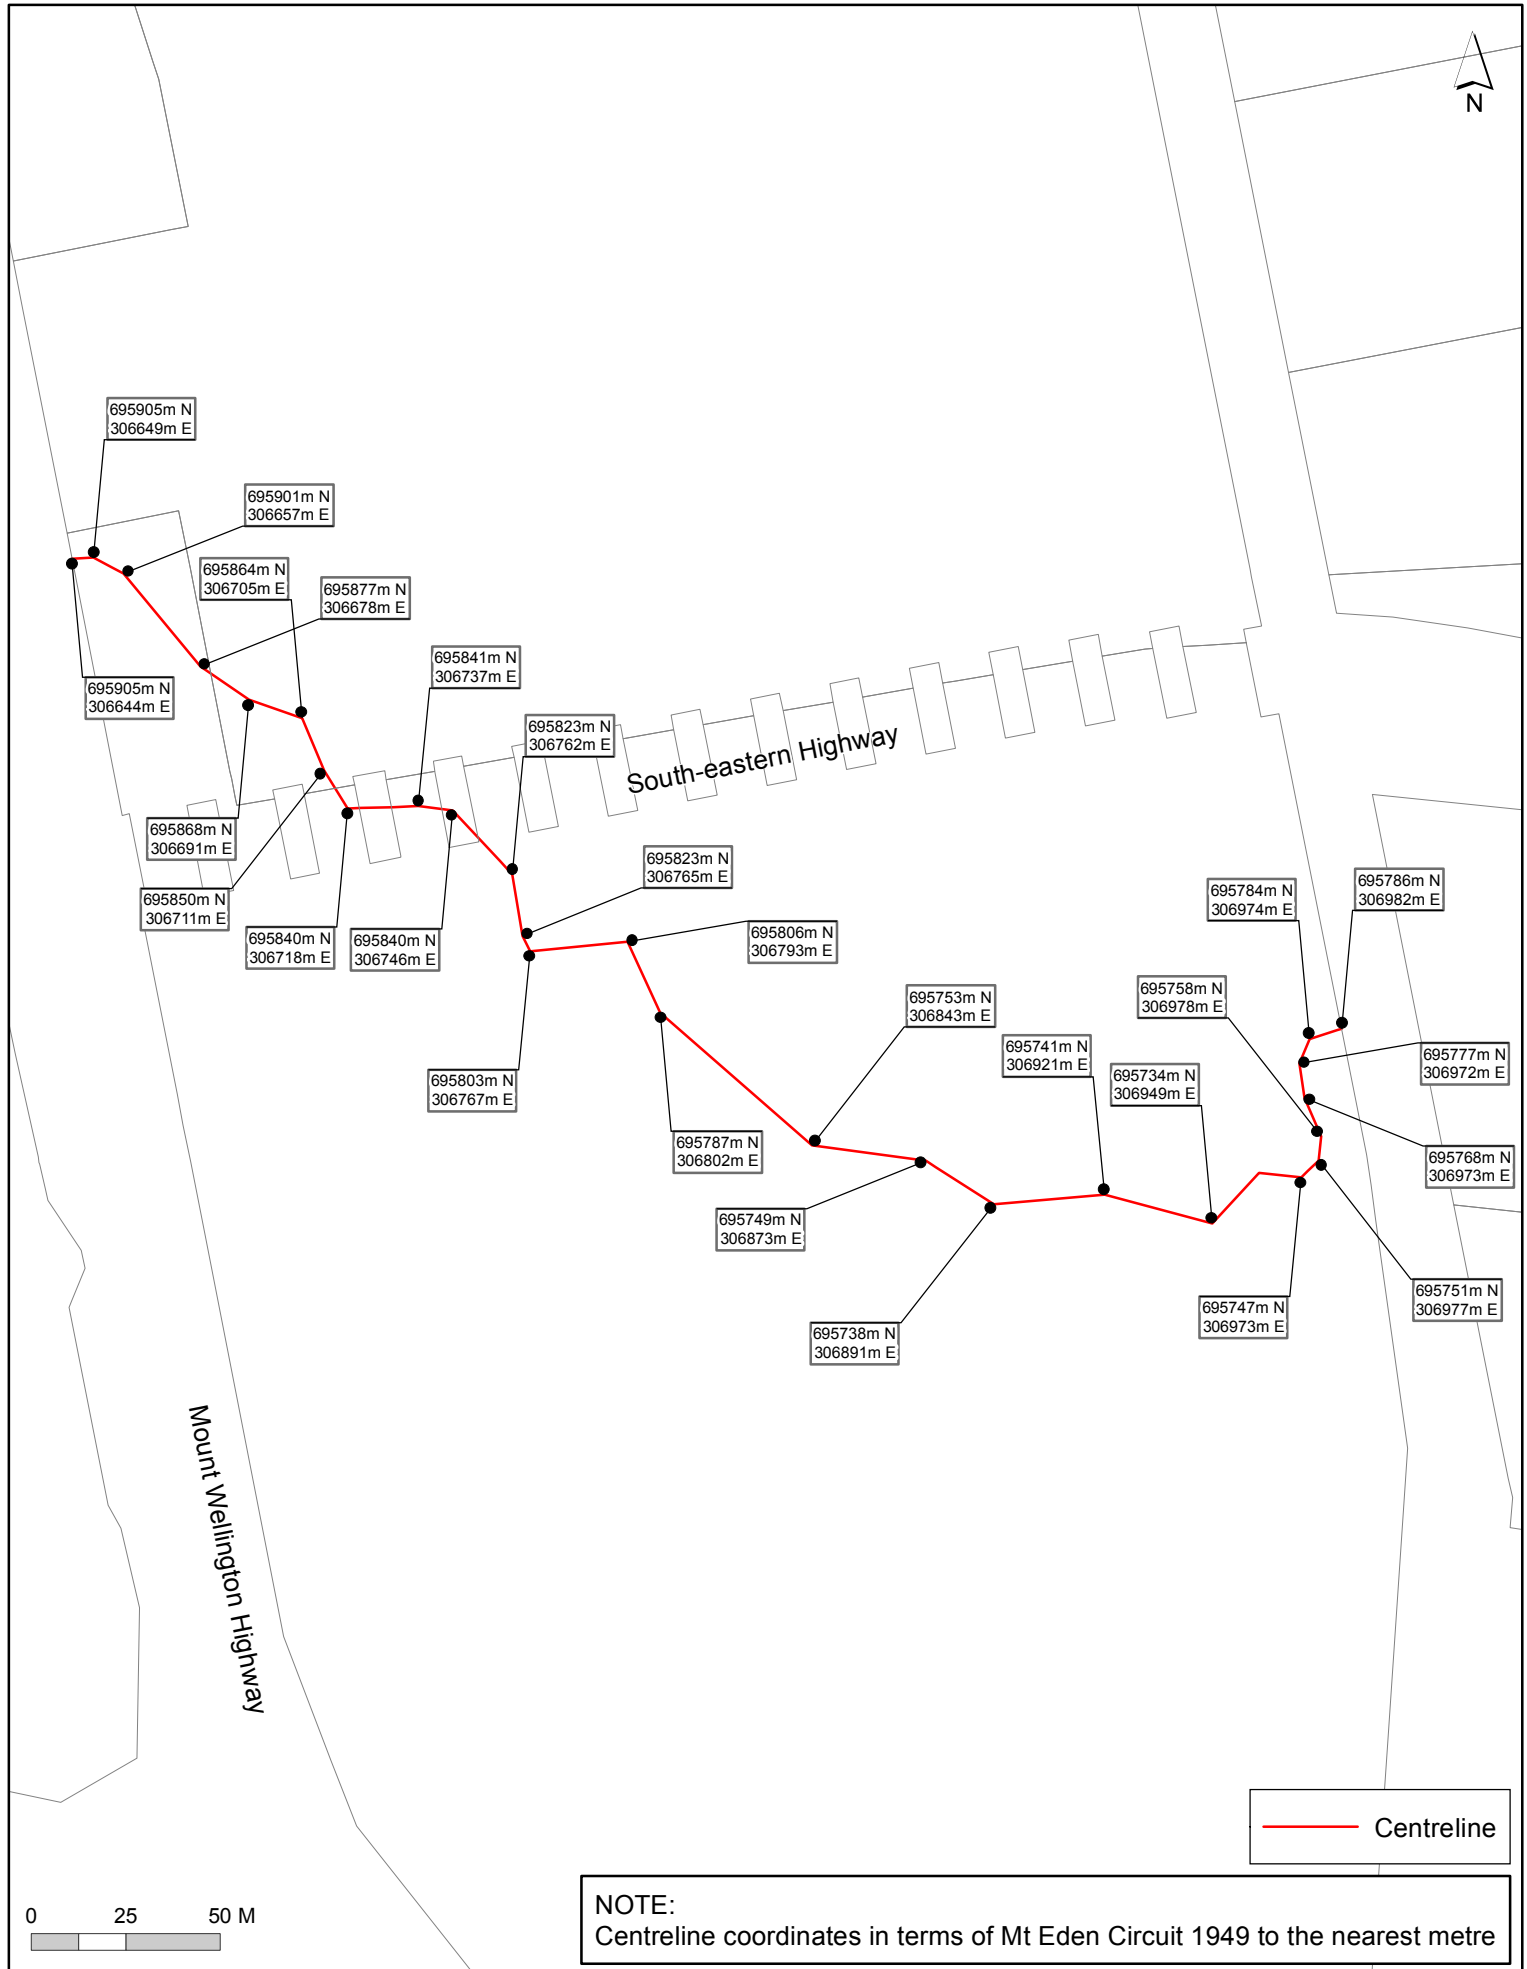 N
695905m N
306649m E
695901m N
306657m E
695864m N
306705m E
695877m N
306678m E
695841m N
306737m E
695905m N
306644m E
695823m N
306762m E
South-eastern Highway
695868m N
306691m E
695823m N
306765m E
695850m N
306711m E
695784m N
306974m E
695786m N
306982m E
695840m N
306718m E
695840m N
306746m E
695806m N
306793m E
695758m N
306978m E
695753m N
306843m E
695741m N
306921m E
695777m N
306972m E
695734m N
306949m E
695803m N
306767m E
695787m N
306802m E
695768m N
306973m E
695749m N
306873m E
695751m N
306977m E
695747m N
306973m E
695738m N
306891m E
Mount Wellington Highway
Centreline
0 25 50 M
NOTE:
Centreline coordinates in terms of Mt Eden Circuit 1949 to the nearest metre